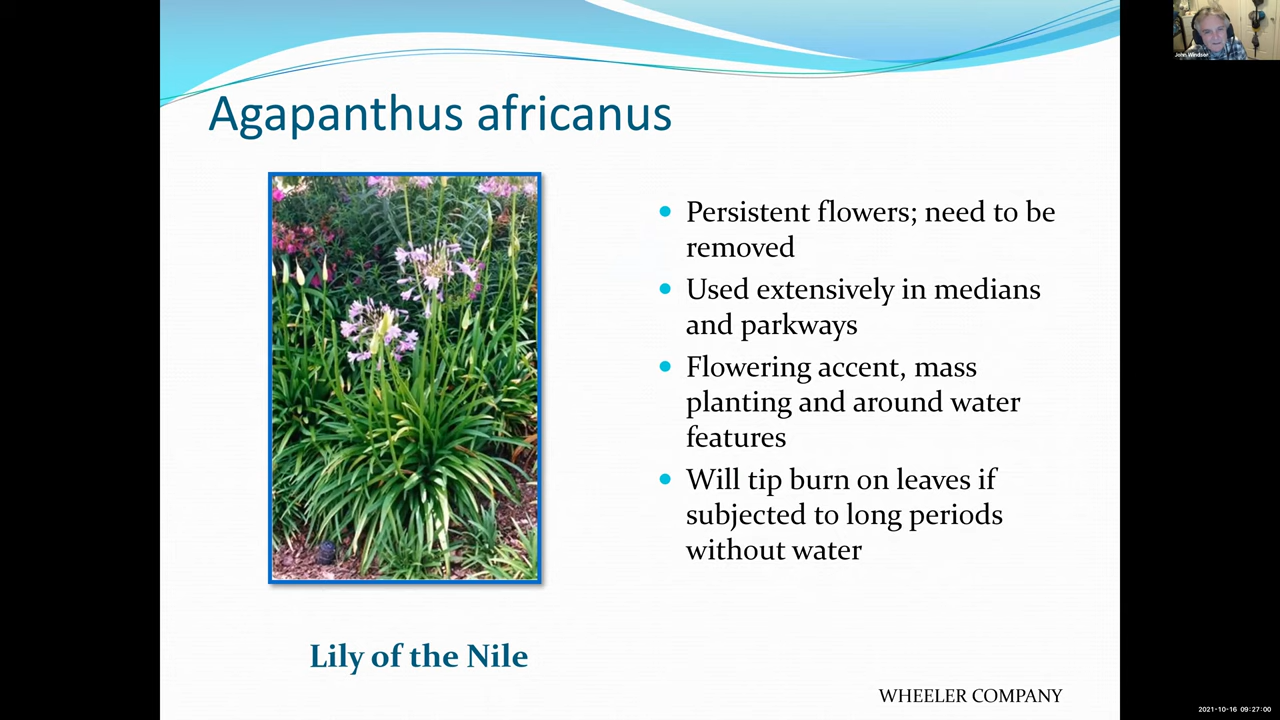 John Windsor
Agapanthus africanus
Persistent flowers; need to be
removed
Used extensively in medians
and parkways
Flowering accent, mass
planting and around water
features
Will tip burn on leaves if
subjected to long periods
without water
Lily of the Nile
WHEELER COMPANY
2021-10-16 09:27:00